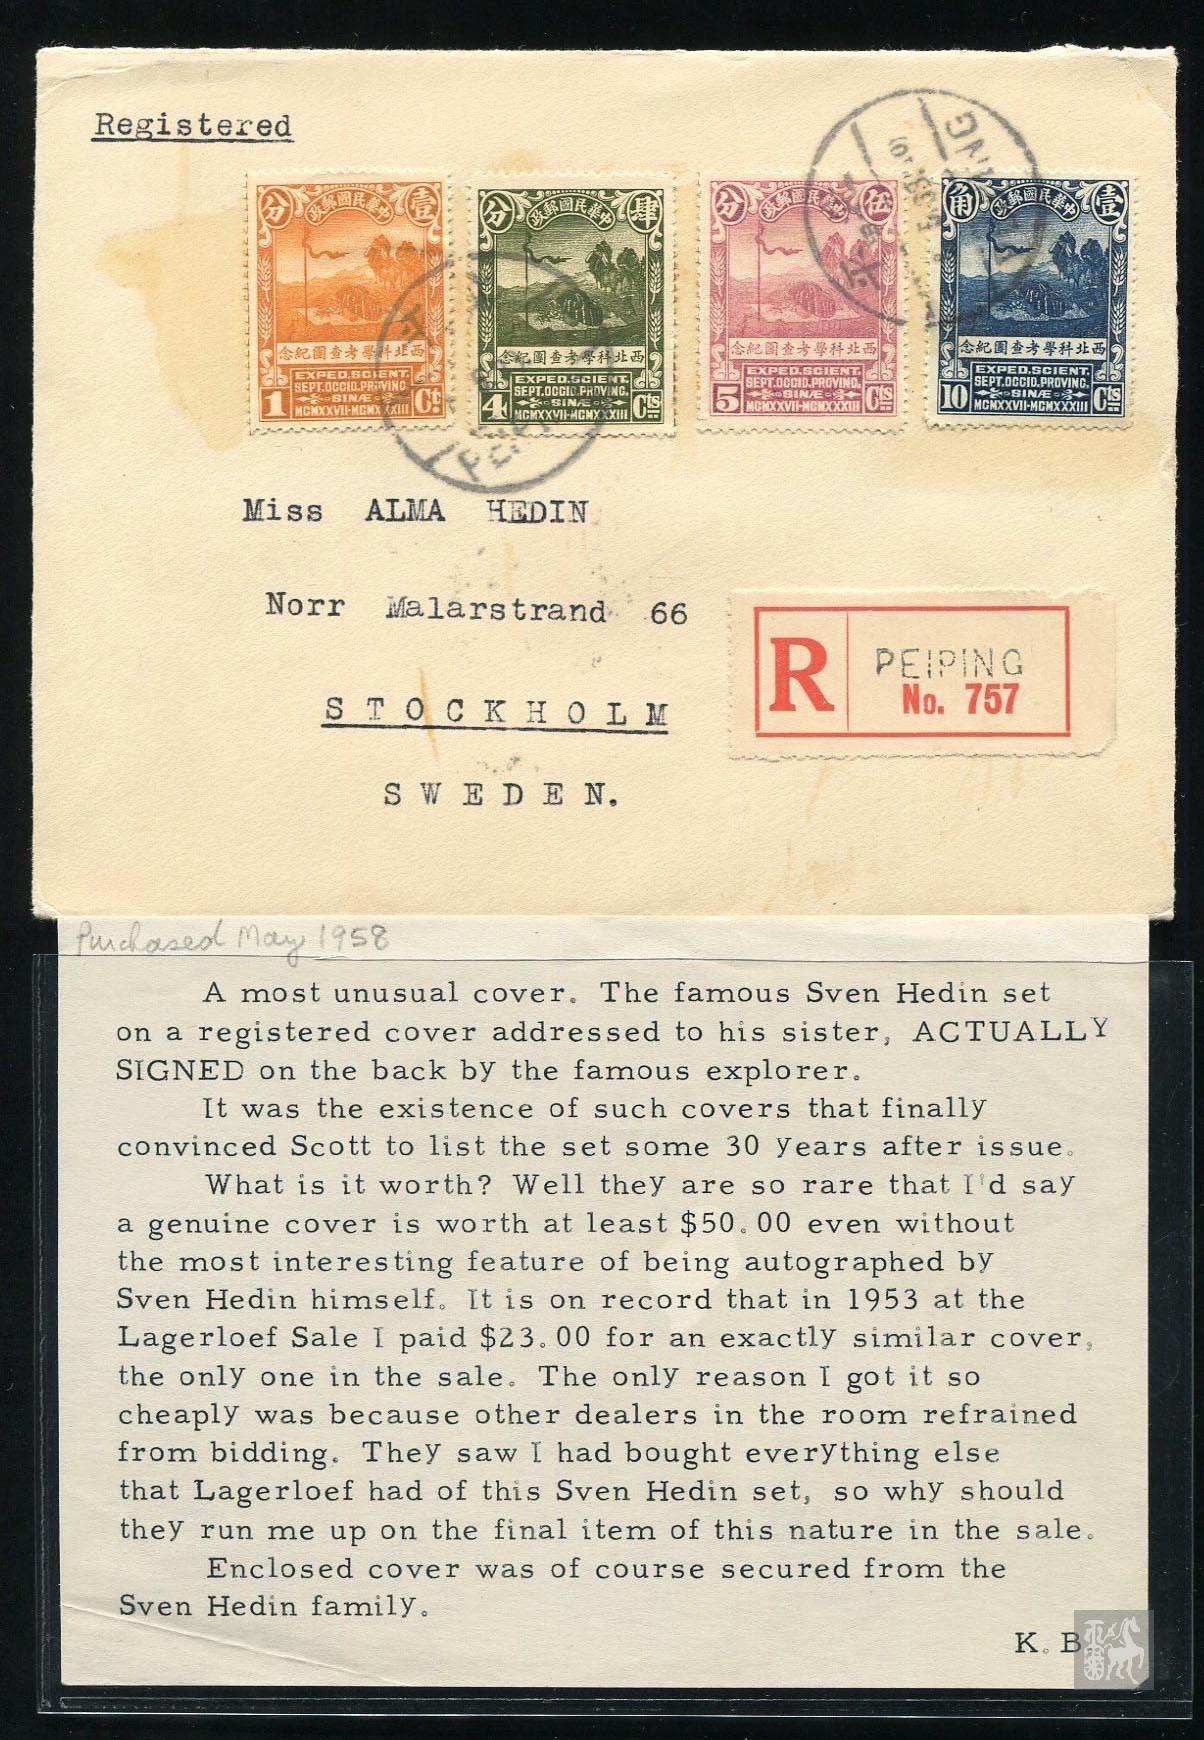 Registered
中華民國郵政
分 壹
西北科學考查團紀念
EXPED.SCIENT.
SEPT.OCCID.PROVINC.
SINÆ
MCMXXVII-MCMXXXIII
1 Ct
中華民國郵政
分 肆
西北科學考查團紀念
EXPED.SCIENT.
SEPT.OCCID.PROVINC.
SINÆ
MCMXXVII-MCMXXXIII
4 Cts
中華民國郵政
分 伍
西北科學考查團紀念
EXPED.SCIENT.
SEPT.OCCID.PROVINC.
SINÆ
MCMXXVII-MCMXXXIII
5 Cts
中華民國郵政
角 壹
西北科學考查團紀念
EXPED.SCIENT.
SEPT.OCCID.PROVINC.
SINÆ
MCMXXVII-MCMXXXIII
10 Cts
Miss ALMA HEDIN
Norr Malarstrand 66
STOCKHOLM
SWEDEN.
R PEIPING
No. 757
Purchased May 1958
A most unusual cover. The famous Sven Hedin set
on a registered cover addressed to his sister, ACTUALLY
SIGNED on the back by the famous explorer.
It was the existence of such covers that finally
convinced Scott to list the set some 30 years after issue.
What is it worth? Well they are so rare that I'd say
a genuine cover is worth at least $50.00 even without
the most interesting feature of being autographed by
Sven Hedin himself. It is on record that in 1953 at the
Lagerloef Sale I paid $23.00 for an exactly similar cover,
the only one in the sale. The only reason I got it so
cheaply was because other dealers in the room refrained
from bidding. They saw I had bought everything else
that Lagerloef had of this Sven Hedin set, so why should
they run me up on the final item of this nature in the sale.
Enclosed cover was of course secured from the
Sven Hedin family.
K. B.